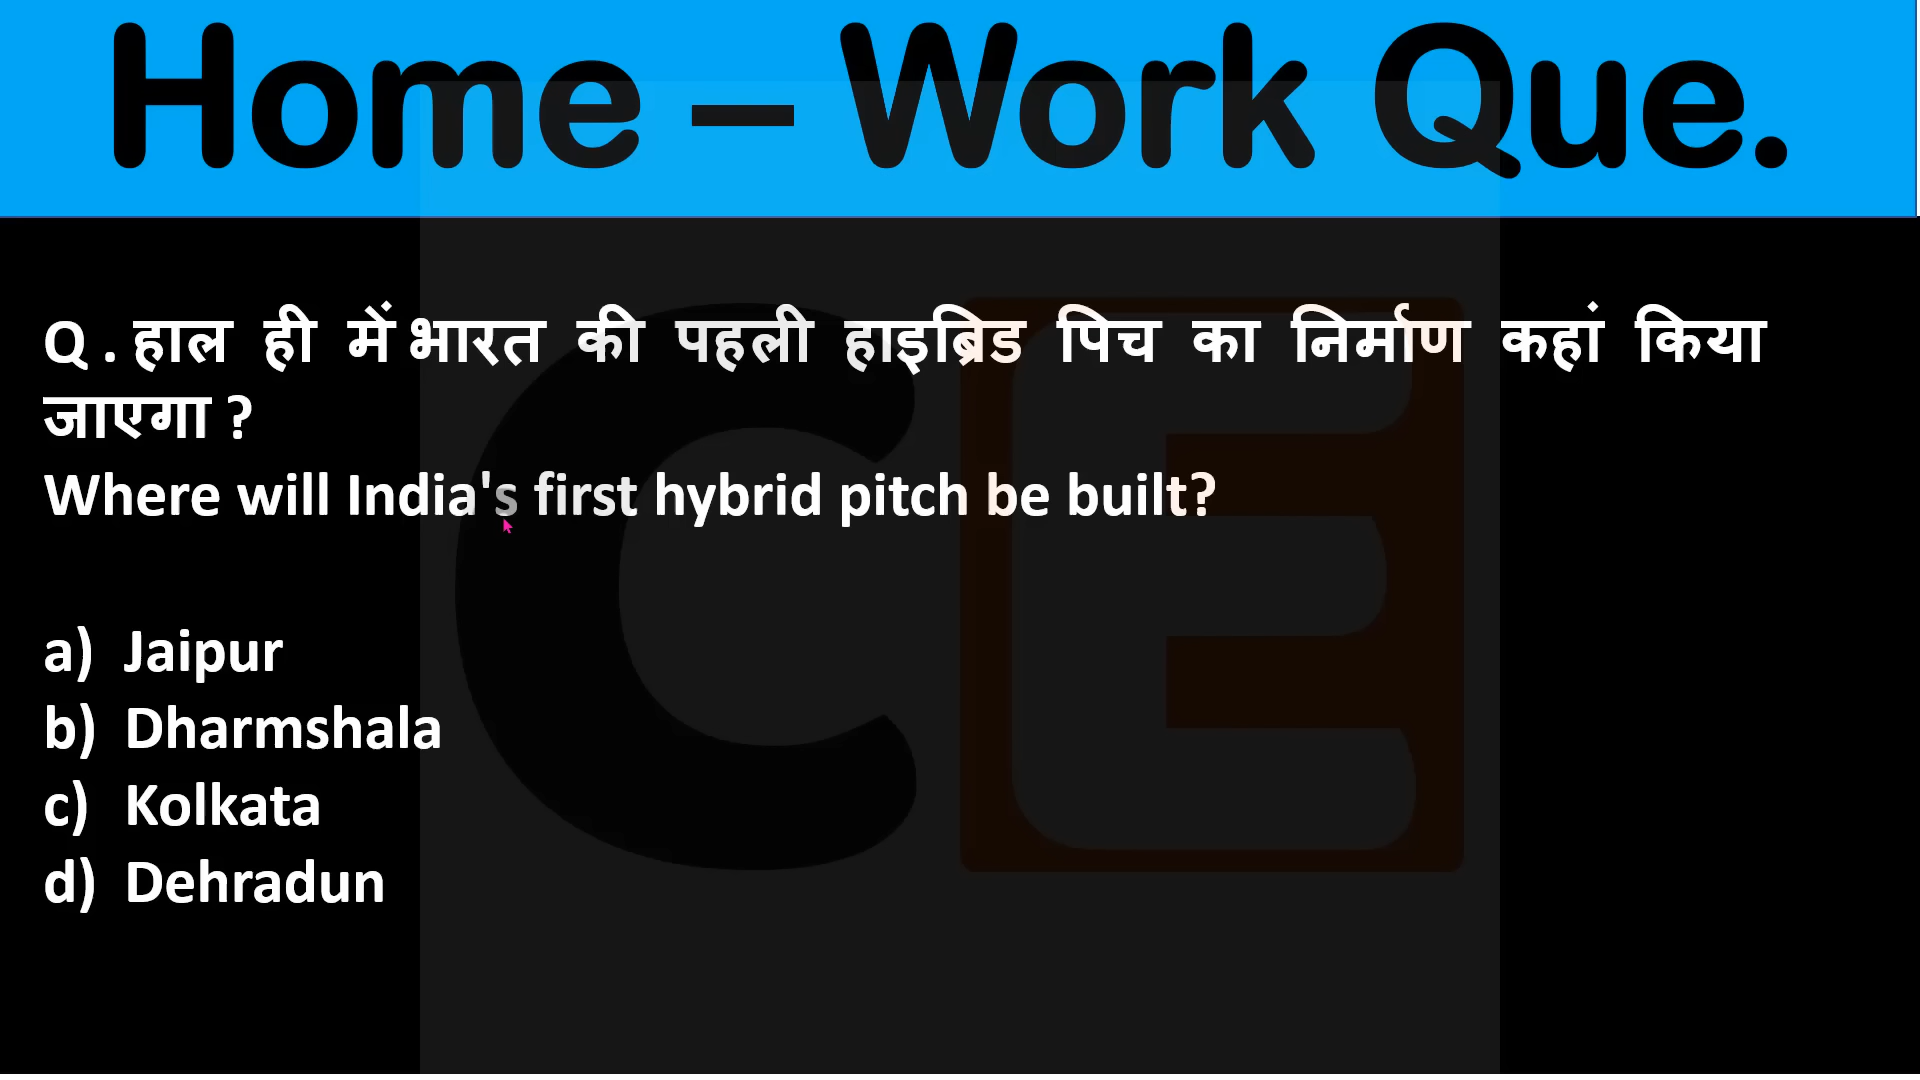 Home – Work Que.
Q . हाल ही में भारत की पहली हाइब्रिड पिच का निर्माण कहां किया
जाएगा ?
Where will India's first hybrid pitch be built?
a) Jaipur
b) Dharmshala
c) Kolkata
d) Dehradun
CE